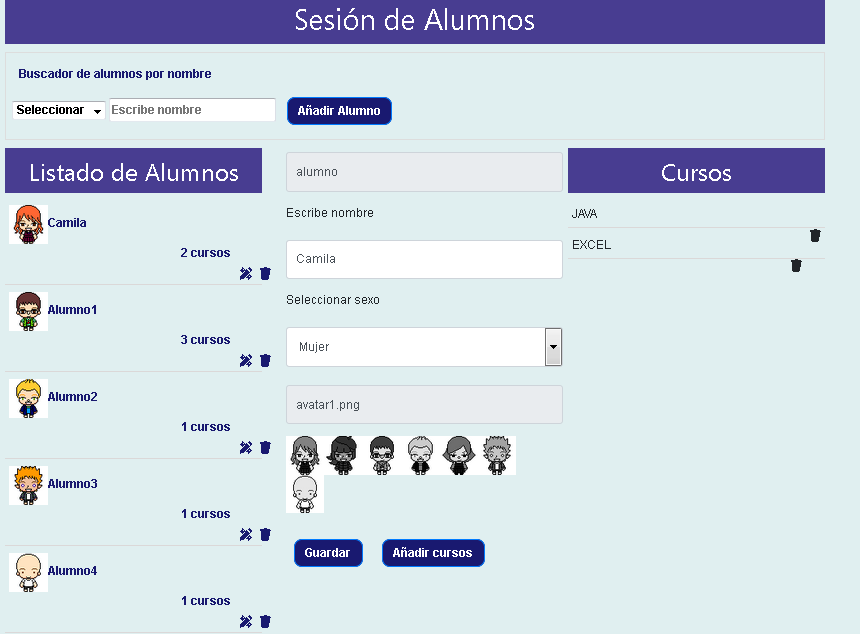 Sesión de Alumnos
Buscador de alumnos por nombre
Seleccionar
Escribe nombre
Añadir Alumno
Listado de Alumnos
Camila
2 cursos
Alumno1
3 cursos
Alumno2
1 cursos
Alumno3
1 cursos
Alumno4
1 cursos
alumno
Escribe nombre
Camila
Seleccionar sexo
Mujer
avatar1.png
Guardar
Añadir cursos
Cursos
JAVA
EXCEL